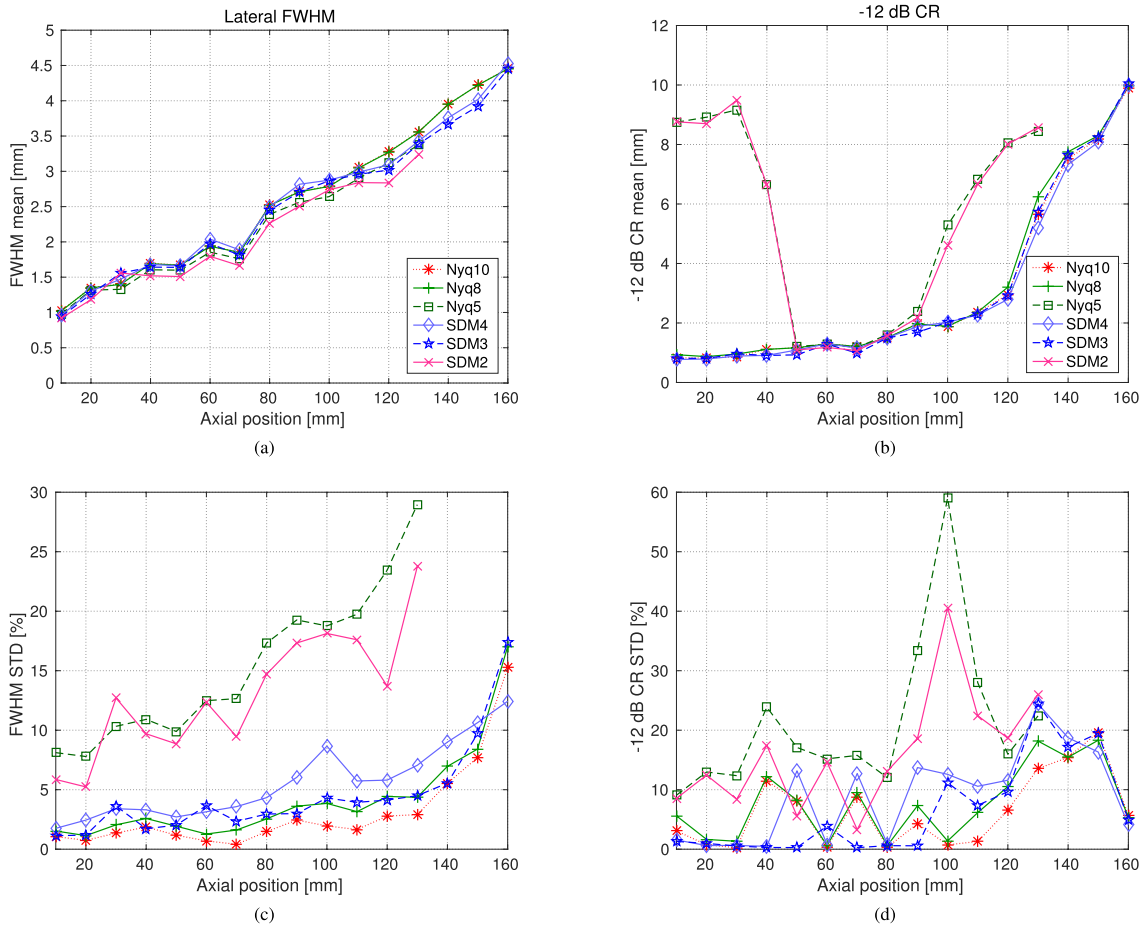 Lateral FWHM
FWHM mean [mm]
5
4.5
4
3.5
3
2.5
2
1.5
1
0.5
0
20 40 60 80 100 120 140 160
Axial position [mm]
Nyq10
Nyq8
Nyq5
SDM4
SDM3
SDM2
(a)
-12 dB CR
-12 dB CR mean [mm]
12
10
8
6
4
2
0
20 40 60 80 100 120 140 160
Axial position [mm]
Nyq10
Nyq8
Nyq5
SDM4
SDM3
SDM2
(b)
FWHM STD [%]
30
25
20
15
10
5
0
20 40 60 80 100 120 140 160
Axial position [mm]
(c)
-12 dB CR STD [%]
60
50
40
30
20
10
0
20 40 60 80 100 120 140 160
Axial position [mm]
(d)